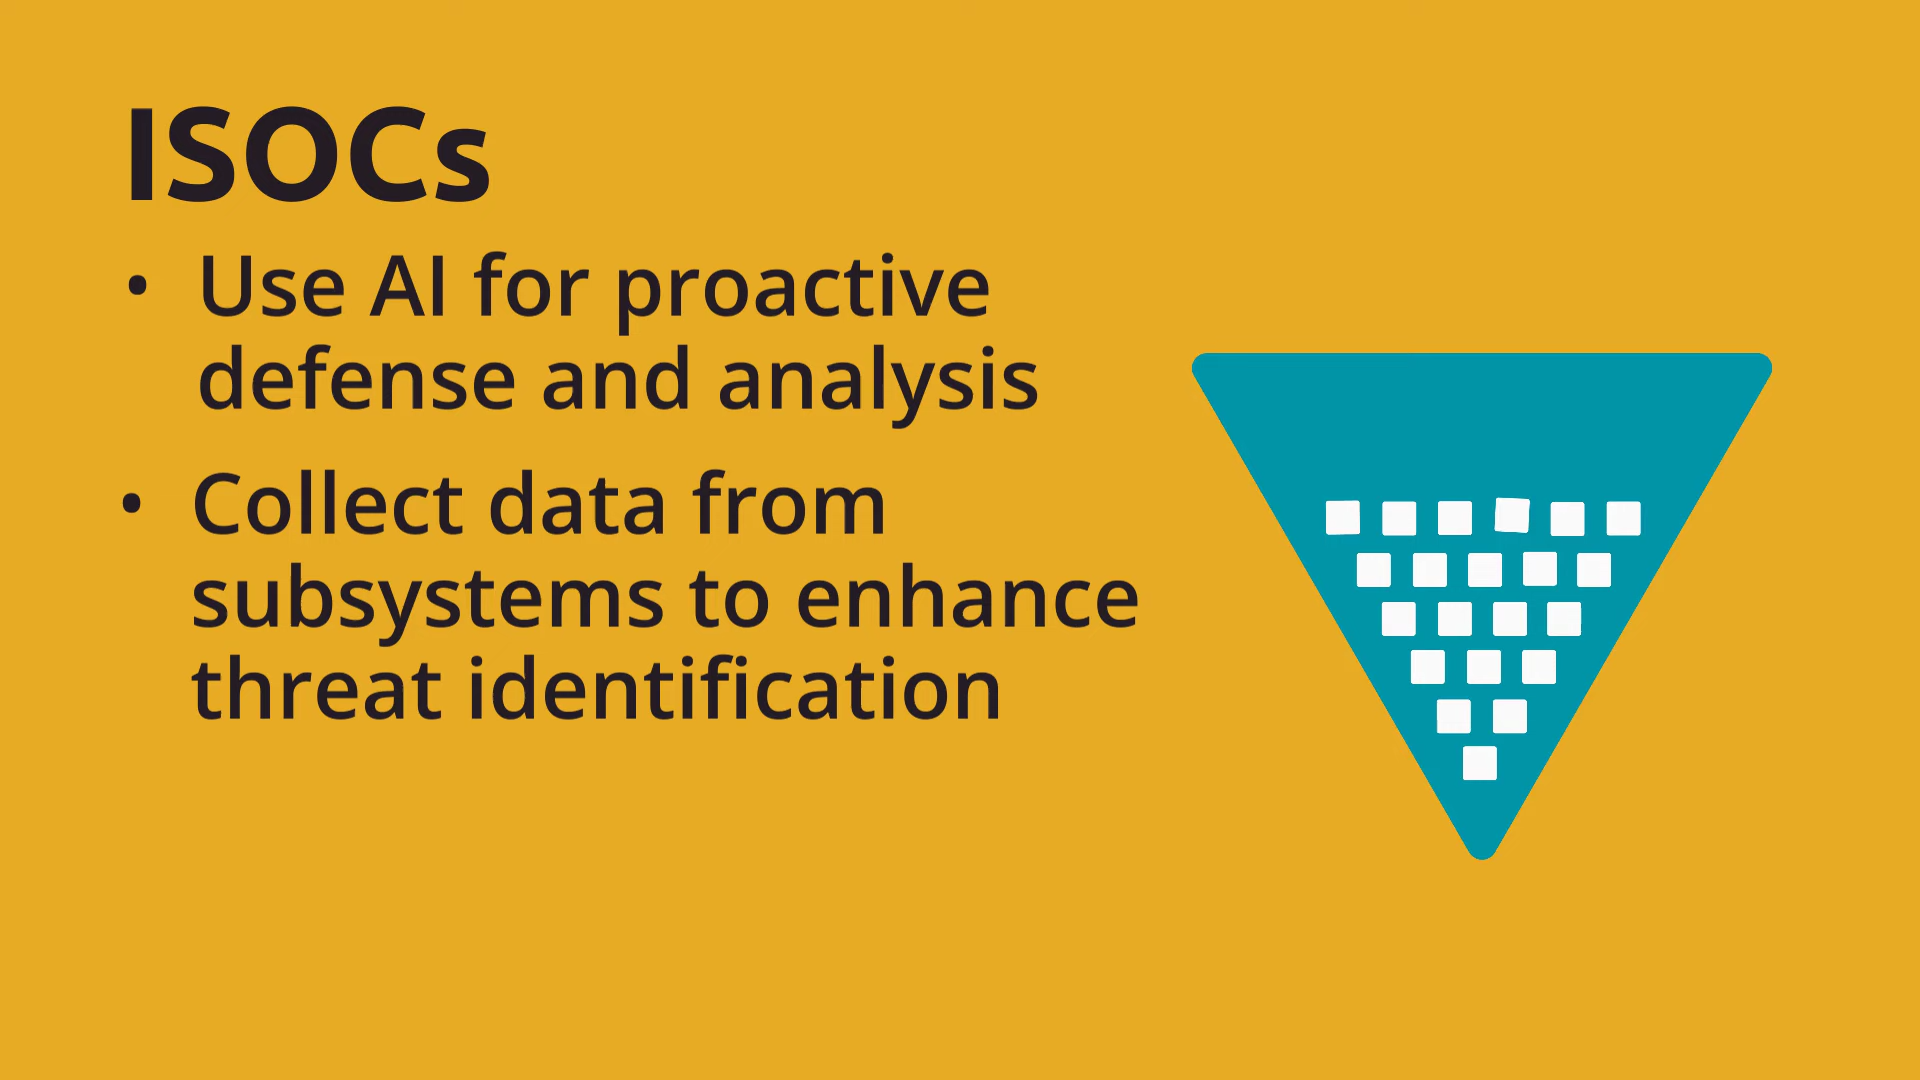 ISOCs
• Use AI for proactive
defense and analysis
• Collect data from
subsystems to enhance
threat identification